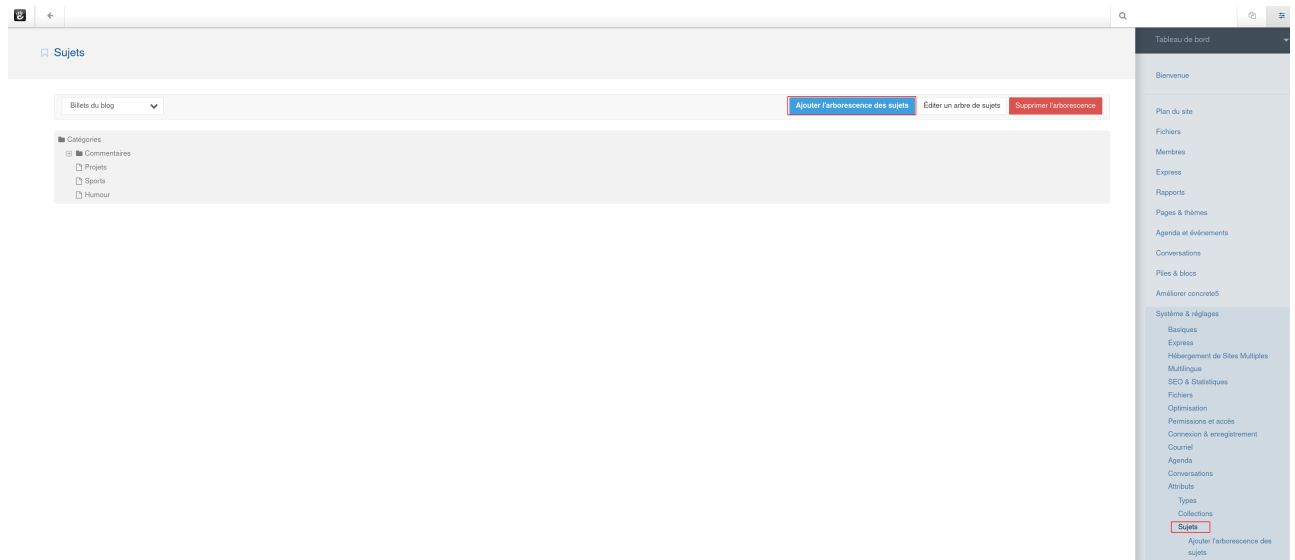 Sujets
Billets du blog
Ajouter l'arborescence des sujets
Éditer un arbre de sujets
Supprimer l'arborescence
Catégories
Commentaires
Projets
Sports
Humour
Tableau de bord
Bienvenue
Plan du site
Fichiers
Membres
Express
Rapports
Pages & thèmes
Agenda et événements
Conversations
Piles & blocs
Améliorer concrete5
Système & réglages
Basiques
Express
Hébergement de Sites Multiples
Multilingue
SEO & Statistiques
Fichiers
Optimisation
Permissions et accès
Connexion & enregistrement
Courriel
Agenda
Conversations
Attributs
Types
Collections
Sujets
Ajouter l'arborescence des
sujets